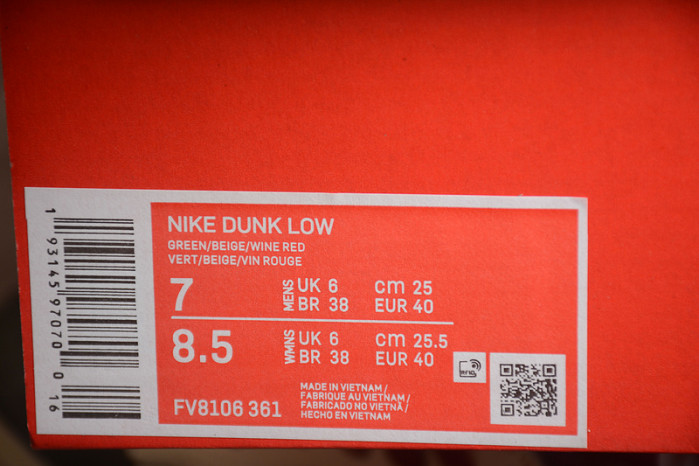 NIKE DUNK LOW
GREEN/BEIGE/WINE RED
VERT/BEIGE/VIN ROUGE
7 MENS UK 6 cm 25
BR 38 EUR 40
8.5 WMNS UK 6 cm 25.5
BR 38 EUR 40
FV8106 361
MADE IN VIETNAM /
FABRIQUE AU VIETNAM /
FABRICADO NO VIETNÃ /
HECHO EN VIETNAM
RFID
1 93145 97070 0 16